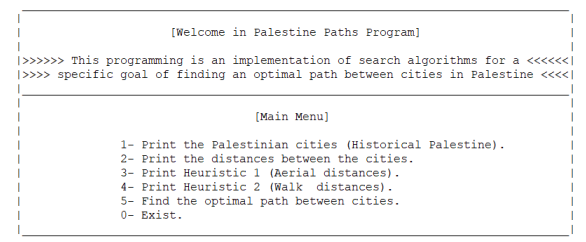 [Welcome in Palestine Paths Program]
>>>>>> This programming is an implementation of search algorithms for a <<<<<<
>>>> specific goal of finding an optimal path between cities in Palestine <<<<
[Main Menu]
1- Print the Palestinian cities (Historical Palestine).
2- Print the distances between the cities.
3- Print Heuristic 1 (Aerial distances).
4- Print Heuristic 2 (Walk  distances).
5- Find the optimal path between cities.
0- Exist.